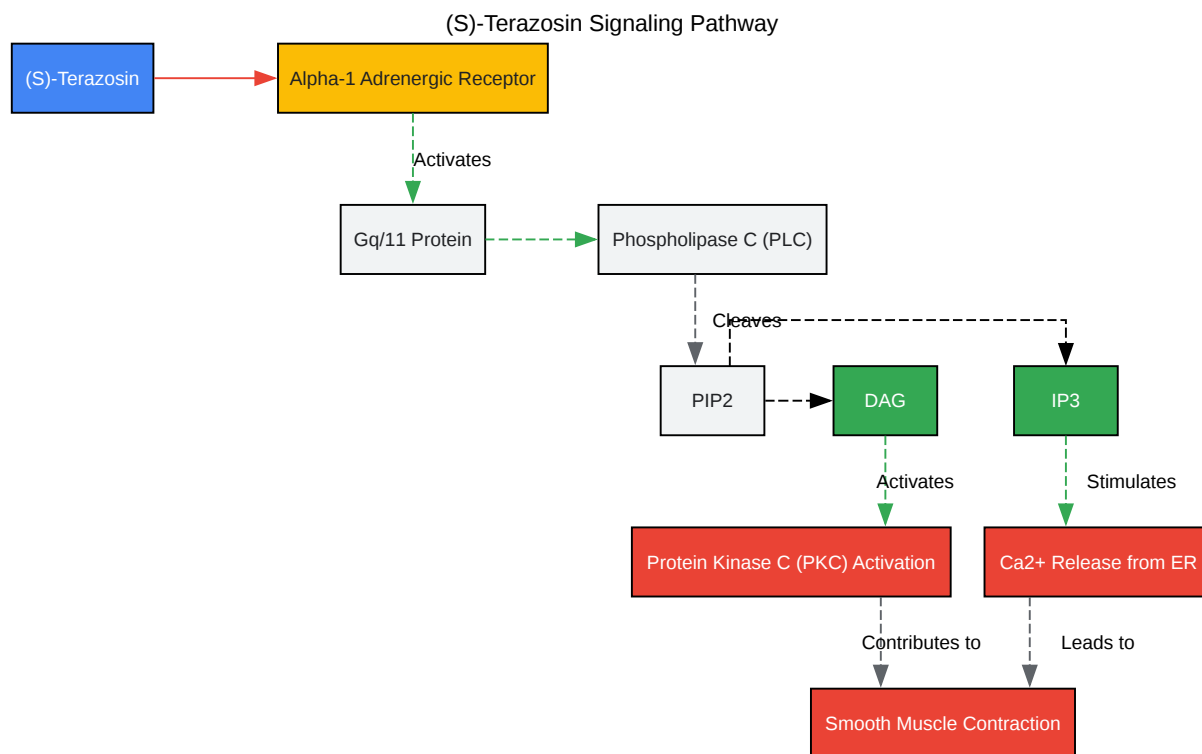 (S)-Terazosin Signaling Pathway
(S)-Terazosin
Alpha-1 Adrenergic Receptor
Activates
Gq/11 Protein
Phospholipase C (PLC)
Cleaves
PIP2
DAG
IP3
Activates
Stimulates
Protein Kinase C (PKC) Activation
Ca2+ Release from ER
Contributes to
Leads to
Smooth Muscle Contraction